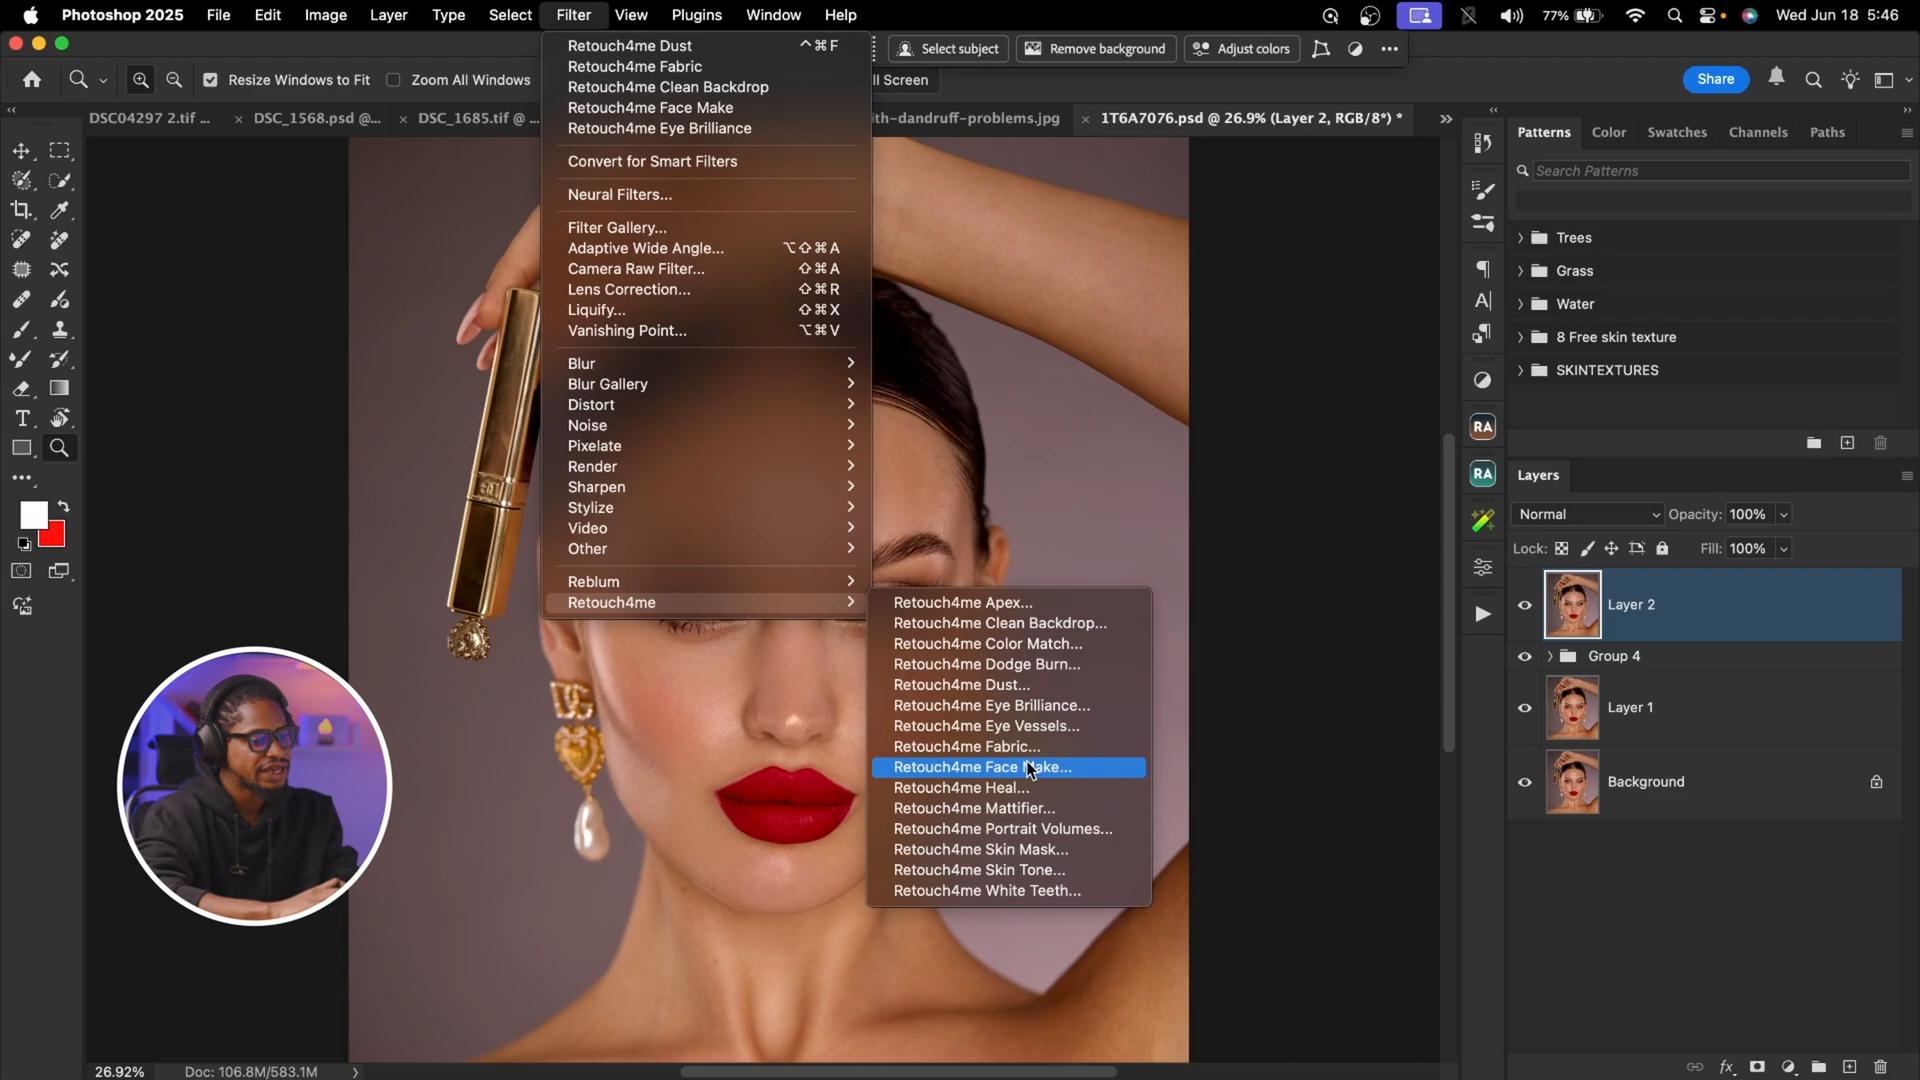 Photoshop 2025 File Edit Image Layer Type Select Filter View Plugins Window Help 77% Wed Jun 18 5:46
Select subject Remove background Adjust colors
Resize Windows to Fit Zoom All Windows ll Screen Share
DSC04297 2.tif ... × DSC_1568.psd @... × DSC_1685.tif @ ... ith-dandruff-problems.jpg × 1T6A7076.psd @ 26.9% (Layer 2, RGB/8*) *
Retouch4me Dust ^⌘F
Retouch4me Fabric
Retouch4me Clean Backdrop
Retouch4me Face Make
Retouch4me Eye Brilliance
Convert for Smart Filters
Neural Filters...
Filter Gallery...
Adaptive Wide Angle... ⌥⇧⌘A
Camera Raw Filter... ⇧⌘A
Lens Correction... ⇧⌘R
Liquify... ⇧⌘X
Vanishing Point... ⌥⌘V
Blur
Blur Gallery
Distort
Noise
Pixelate
Render
Sharpen
Stylize
Video
Other
Reblum
Retouch4me
Retouch4me Apex...
Retouch4me Clean Backdrop...
Retouch4me Color Match...
Retouch4me Dodge Burn...
Retouch4me Dust...
Retouch4me Eye Brilliance...
Retouch4me Eye Vessels...
Retouch4me Fabric...
Retouch4me Face Make...
Retouch4me Heal...
Retouch4me Mattifier...
Retouch4me Portrait Volumes...
Retouch4me Skin Mask...
Retouch4me Skin Tone...
Retouch4me White Teeth...
RA
RA
Patterns Color Swatches Channels Paths
Search Patterns
Trees
Grass
Water
8 Free skin texture
SKINTEXTURES
Layers
Normal Opacity: 100%
Lock: Fill: 100%
Layer 2
Group 4
Layer 1
Background
fx
26.92% Doc: 106.8M/583.1M